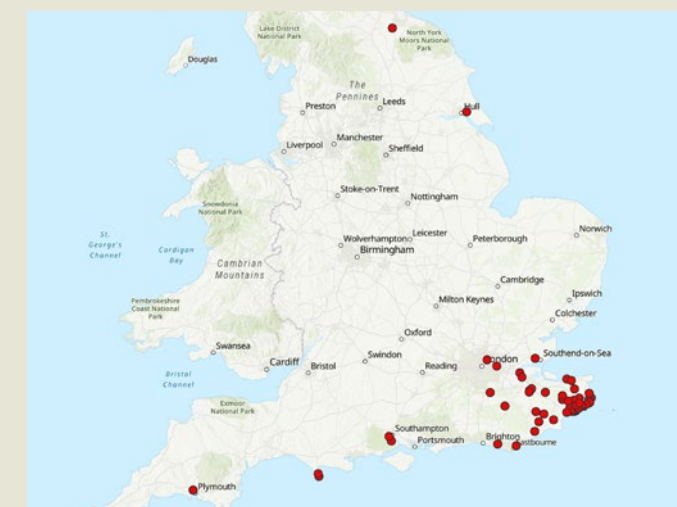 Lake District
National Park
North York
Moors National
Park
Douglas
The
Pennines
Leeds
Preston
Hull
Manchester
Liverpool
Sheffield
Stoke-on-Trent
Nottingham
Snowdonia
National Park
Norwich
St.
George's
Channel
Cardigan
Bay
Wolverhampton
Leicester
Peterborough
Birmingham
Cambrian
Mountains
Cambridge
Pembrokeshire
Coast National
Park
Milton Keynes
Ipswich
Colchester
Oxford
Swansea
Cardiff
Bristol
Swindon
Reading
London
Southend-on-Sea
Bristol
Channel
Exmoor
National Park
Southampton
Portsmouth
Brighton
Eastbourne
Plymouth